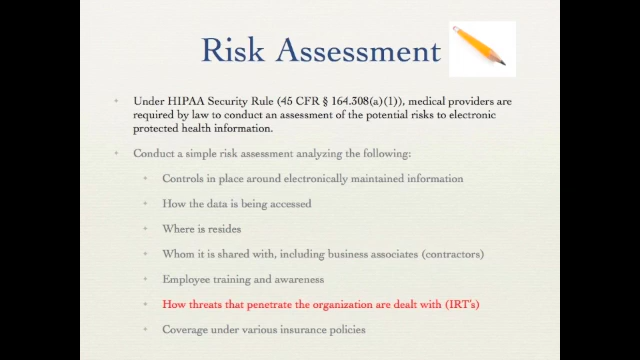 Risk Assessment
Under HIPAA Security Rule (45 CFR § 164.308(a)(1)), medical providers are
required by law to conduct an assessment of the potential risks to electronic
protected health information.
Conduct a simple risk assessment analyzing the following:
Controls in place around electronically maintained information
How the data is being accessed
Where is resides
Whom it is shared with, including business associates (contractors)
Employee training and awareness
How threats that penetrate the organization are dealt with (IRT's)
Coverage under various insurance policies